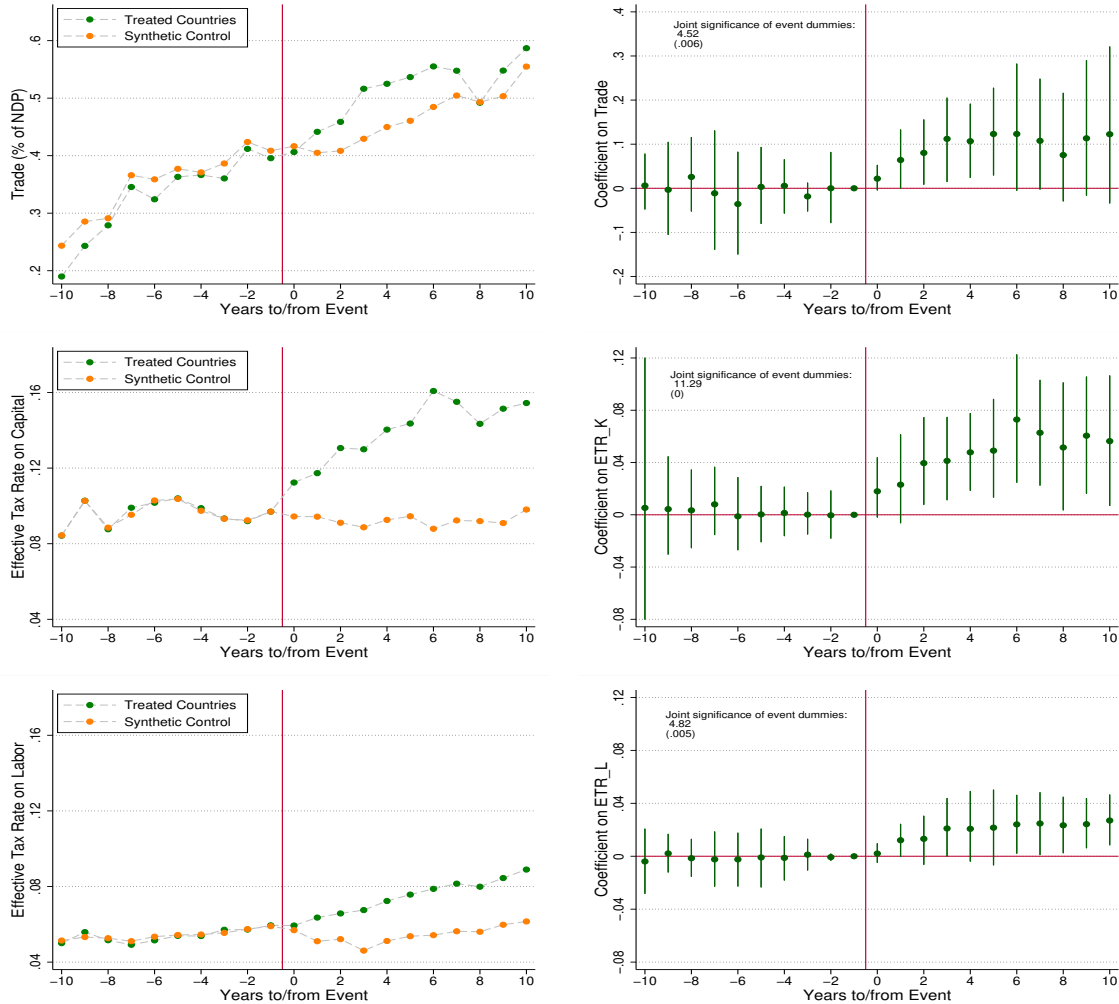 Treated Countries
Synthetic Control
Trade (% of NDP)
.6
.5
.4
.3
.2
−10 −8 −6 −4 −2 0 2 4 6 8 10
Years to/from Event
Joint significance of event dummies:
4.52
(.006)
Coefficient on Trade
.4
.3
.2
.1
0
−.1
−.2
−10 −8 −6 −4 −2 0 2 4 6 8 10
Years to/from Event
Treated Countries
Synthetic Control
Effective Tax Rate on Capital
.16
.12
.08
.04
−10 −8 −6 −4 −2 0 2 4 6 8 10
Years to/from Event
Joint significance of event dummies:
11.29
(0)
Coefficient on ETR_K
.12
.08
.04
0
−.04
−.08
−10 −8 −6 −4 −2 0 2 4 6 8 10
Years to/from Event
Treated Countries
Synthetic Control
Effective Tax Rate on Labor
.16
.12
.08
.04
−10 −8 −6 −4 −2 0 2 4 6 8 10
Years to/from Event
Joint significance of event dummies:
4.82
(.005)
Coefficient on ETR_L
.12
.08
.04
0
−.04
−.08
−10 −8 −6 −4 −2 0 2 4 6 8 10
Years to/from Event